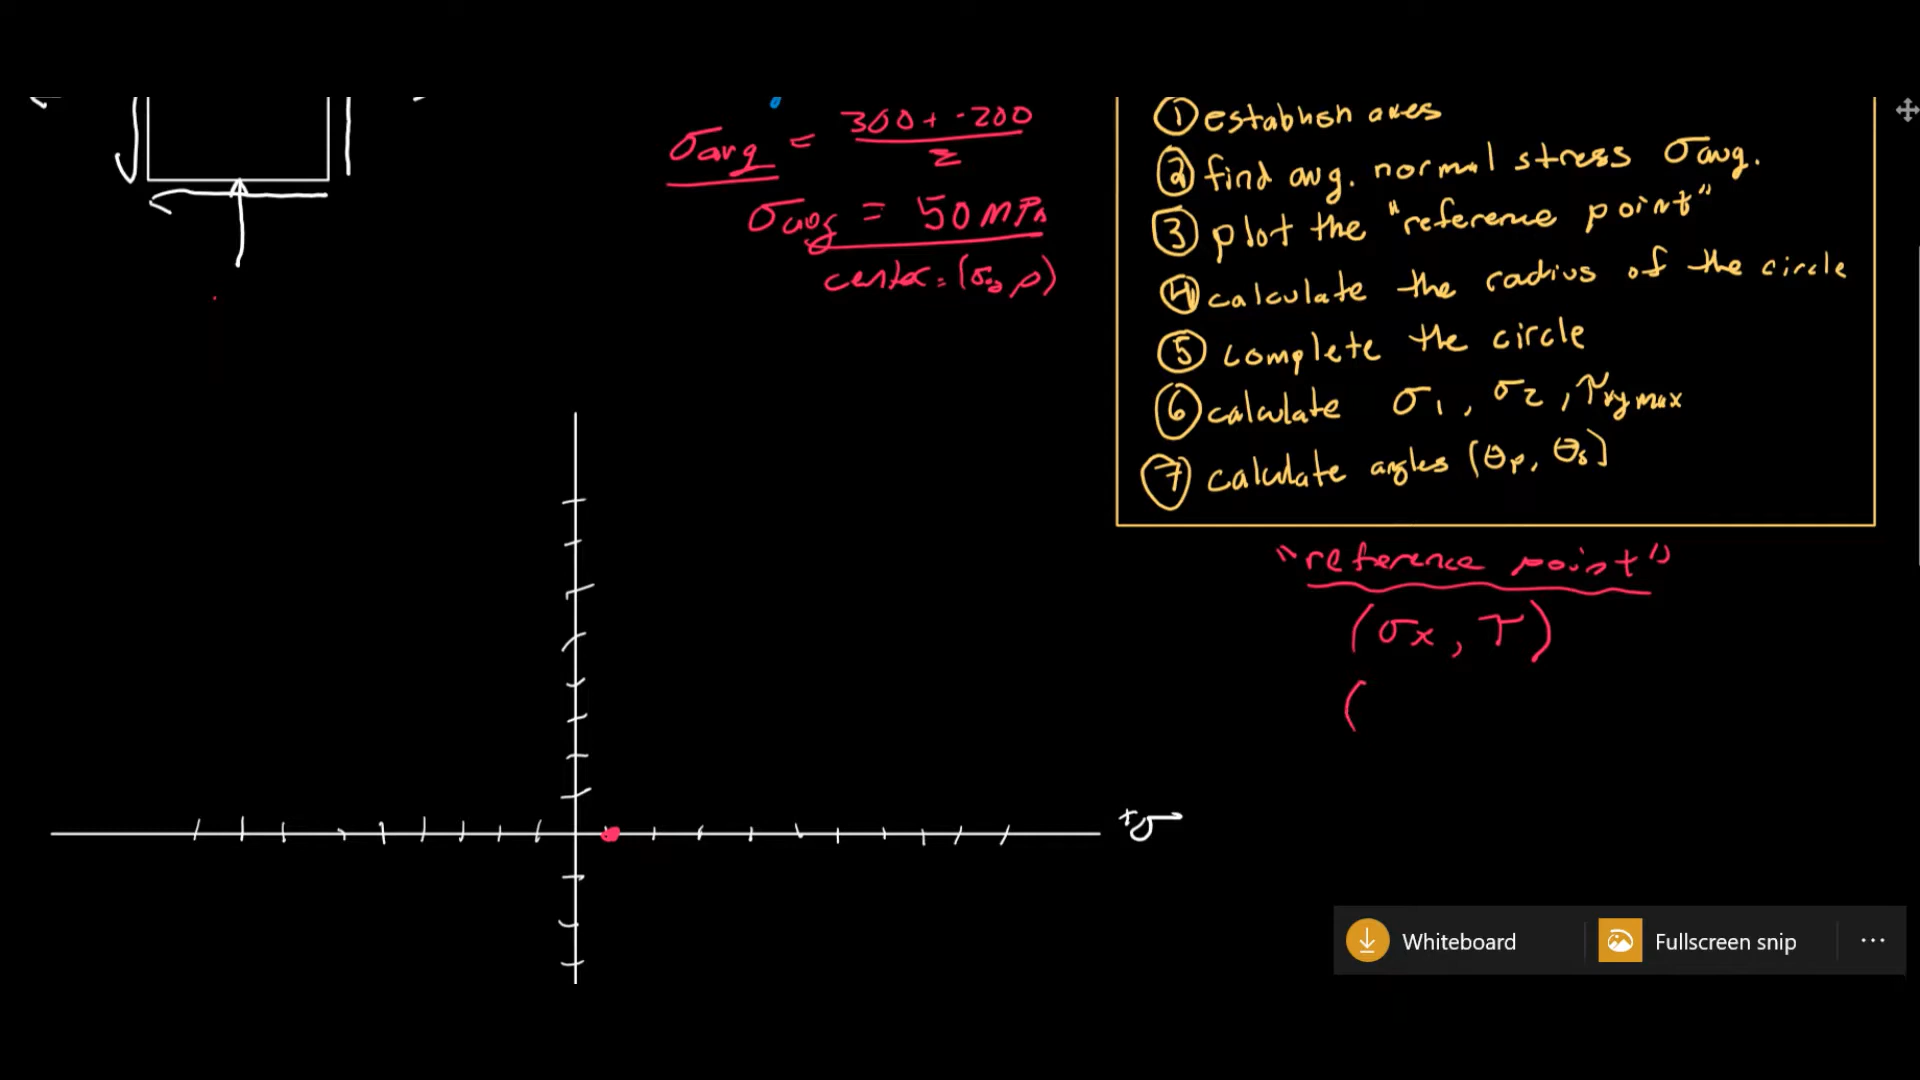 σavg = 300 + -200
2
σavg = 50 MPa
center = (σavg, 0)
① establish axes
② find avg. normal stress σavg.
③ plot the "reference point"
④ calculate the radius of the circle
⑤ complete the circle
⑥ calculate σ1, σ2, τxymax
⑦ calculate angles (θp, θs)
"reference point"
(σx, τ)
(
+σ
Whiteboard
Fullscreen snip